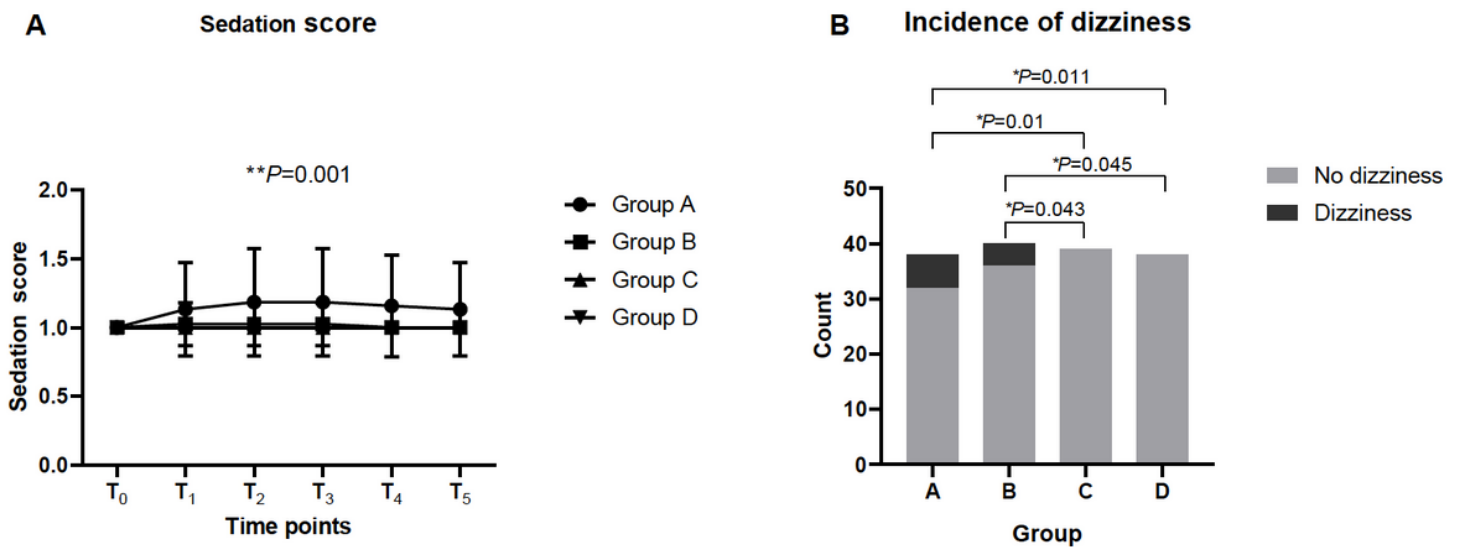 A
Sedation score
**P=0.001
2.0
1.5
1.0
0.5
0.0
Sedation score
T₀ T₁ T₂ T₃ T₄ T₅
Time points
Group A
Group B
Group C
Group D
B
Incidence of dizziness
*P=0.011
*P=0.01
*P=0.045
*P=0.043
50
40
30
20
10
0
Count
A B C D
Group
No dizziness
Dizziness